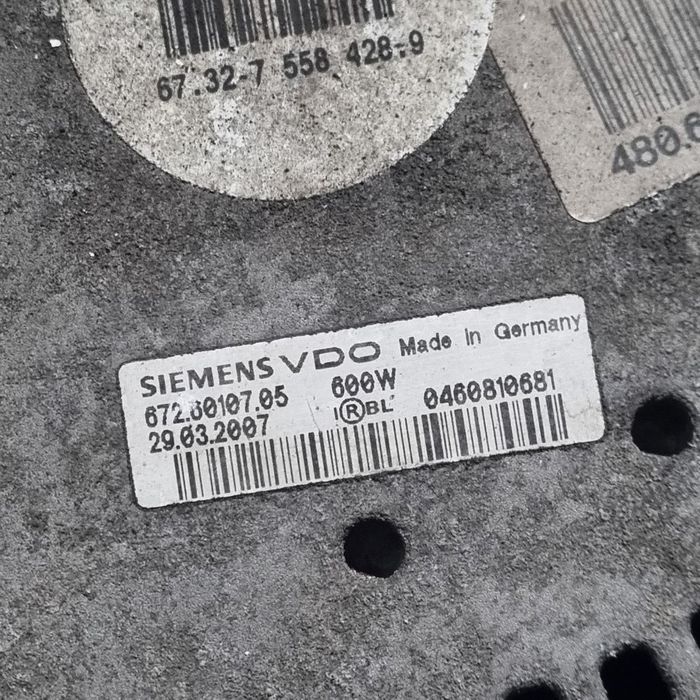 67.32-7 558 428.9
480.6
SIEMENS VDO Made in Germany
672.60107.05 600W
29.03.2007 I®BL 0460810681